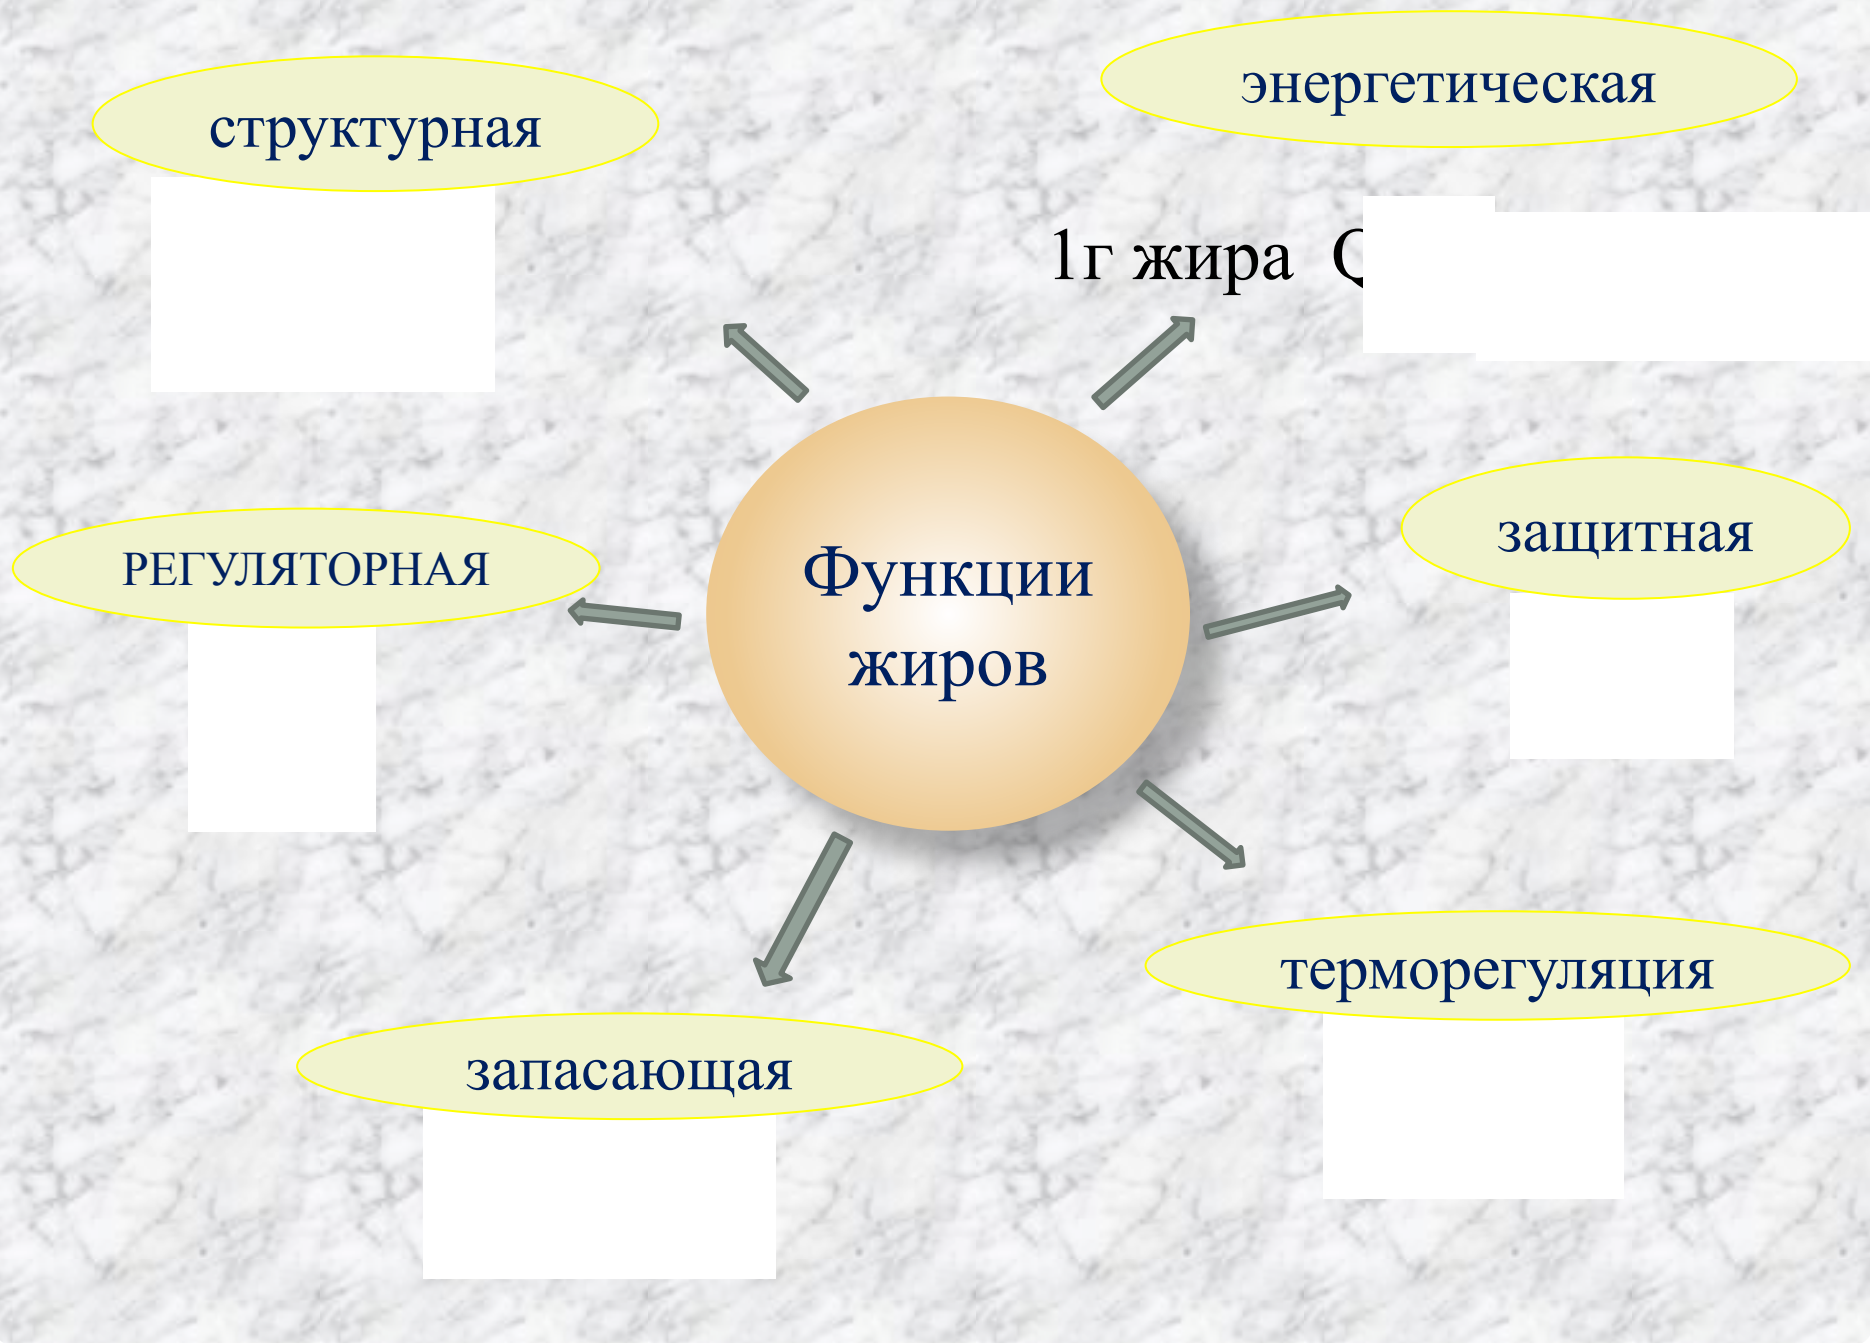 структурная
энергетическая
1г жира
РЕГУЛЯТОРНАЯ
Функции
жиров
защитная
терморегуляция
запасающая